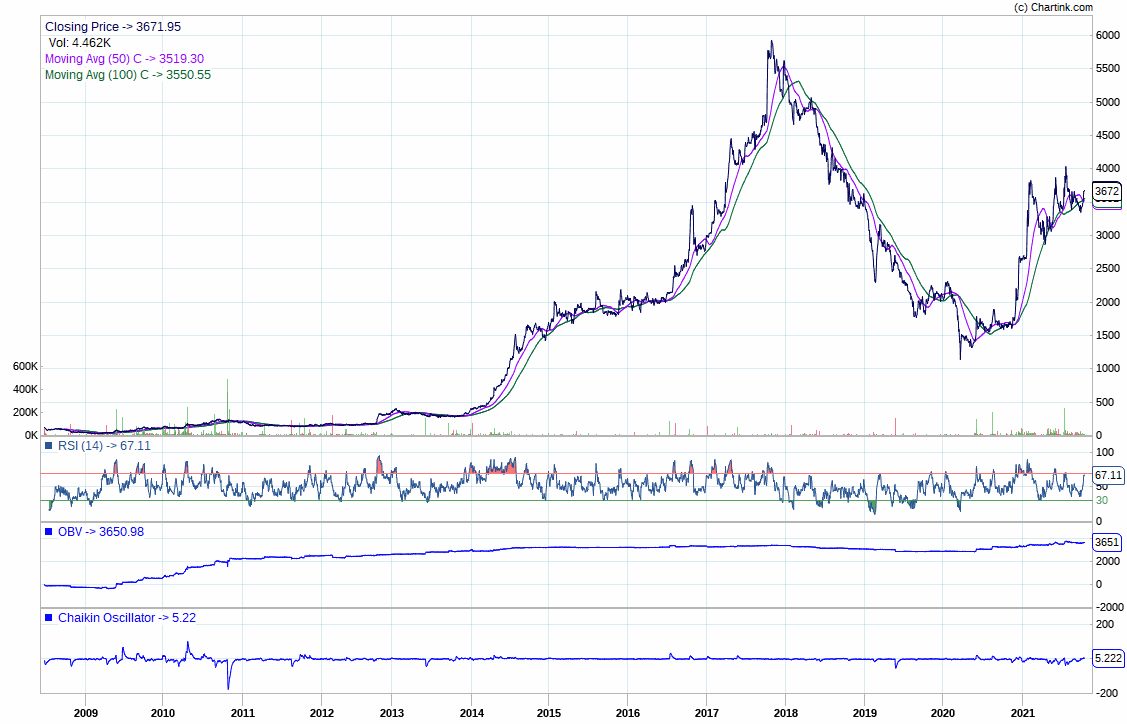 (c) Chartink.com
Closing Price -> 3671.95
Vol: 4.462K
Moving Avg (50) C -> 3519.30
Moving Avg (100) C -> 3550.55
6000
5500
5000
4500
4000
3672
3000
2500
2000
1500
1000
500
0
600K
400K
200K
0K
RSI (14) -> 67.11
100
67.11
50
30
0
OBV -> 3650.98
3651
2000
0
-2000
Chaikin Oscillator -> 5.22
200
5.222
-200
2009 2010 2011 2012 2013 2014 2015 2016 2017 2018 2019 2020 2021